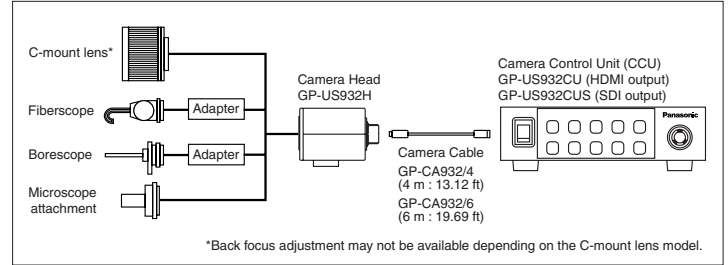 C-mount lens*
Fiberscope
Adapter
Borescope
Adapter
Microscope
attachment
Camera Head
GP-US932H
Camera Cable
GP-CA932/4
(4 m : 13.12 ft)
GP-CA932/6
(6 m : 19.69 ft)
Camera Control Unit (CCU)
GP-US932CU (HDMI output)
GP-US932CUS (SDI output)
Panasonic
*Back focus adjustment may not be available depending on the C-mount lens model.